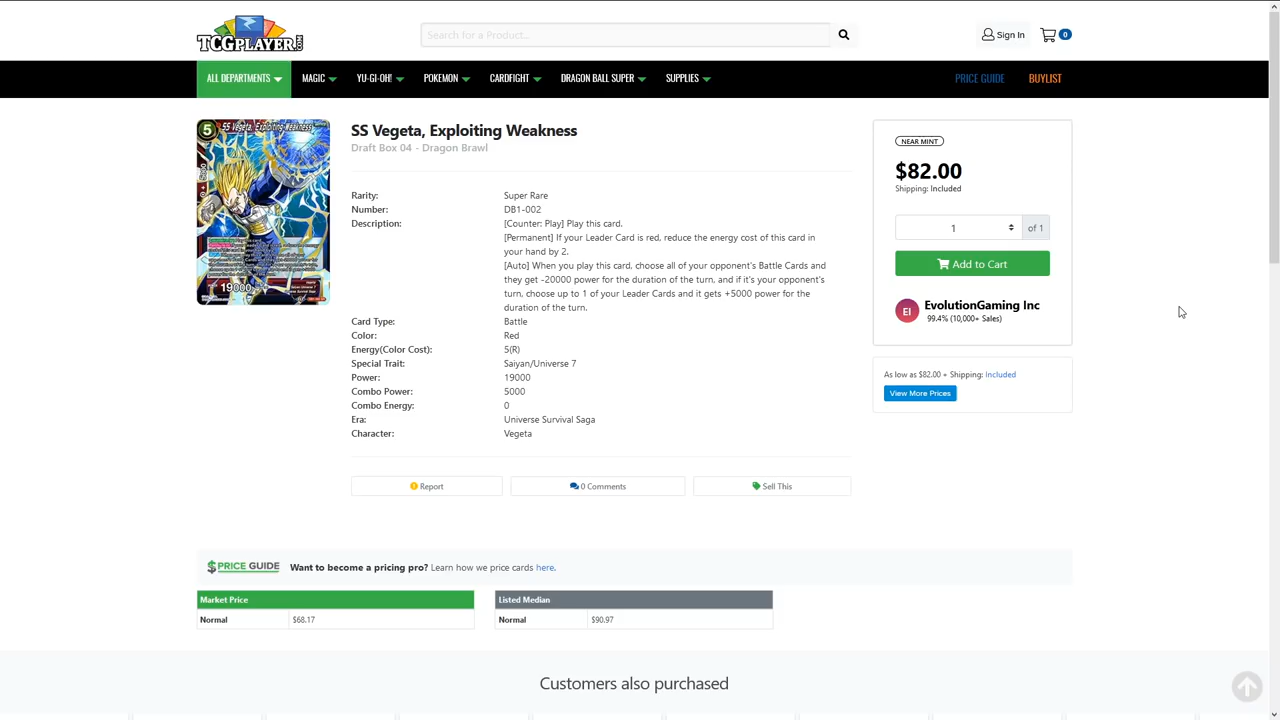 TCGPLAYER.COM
Search for a Product...
Sign In
0
ALL DEPARTMENTS
MAGIC
YU-GI-OH!
POKEMON
CARDFIGHT
DRAGON BALL SUPER
SUPPLIES
PRICE GUIDE
BUYLIST
5
SS Vegeta, Exploiting Weakness
19000
SS Vegeta, Exploiting Weakness
Draft Box 04 - Dragon Brawl
Rarity: Super Rare
Number: DB1-002
Description: [Counter: Play] Play this card.
[Permanent] If your Leader Card is red, reduce the energy cost of this card in
your hand by 2.
[Auto] When you play this card, choose all of your opponent's Battle Cards and
they get -20000 power for the duration of the turn, and if it's your opponent's
turn, choose up to 1 of your Leader Cards and it gets +5000 power for the
duration of the turn.
Card Type: Battle
Color: Red
Energy(Color Cost): 5(R)
Special Trait: Saiyan/Universe 7
Power: 19000
Combo Power: 5000
Combo Energy: 0
Era: Universe Survival Saga
Character: Vegeta
Report
0 Comments
Sell This
NEAR MINT
$82.00
Shipping: Included
1 of 1
Add to Cart
EI
EvolutionGaming Inc
99.4% (10,000+ Sales)
As low as $82.00 + Shipping: Included
View More Prices
PRICE GUIDE Want to become a pricing pro? Learn how we price cards here.
Market Price
Normal $68.17
Listed Median
Normal $90.97
Customers also purchased